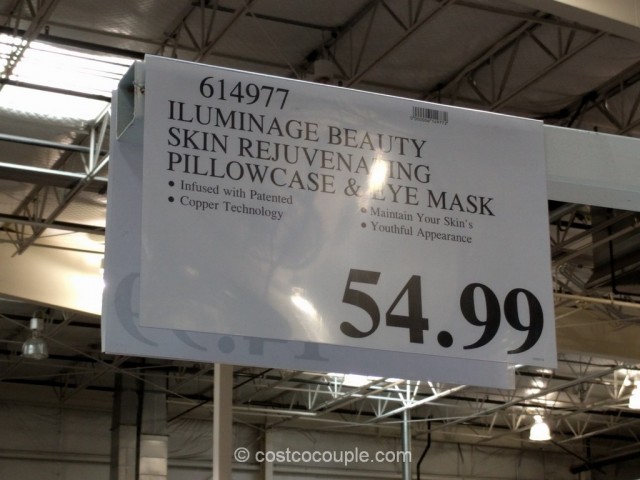 614977
ILUMINAGE BEAUTY
SKIN REJUVENATING
PILLOWCASE & EYE MASK
• Infused with Patented
• Copper Technology
• Maintain Your Skin's
• Youthful Appearance
54.99
© costcocouple.com